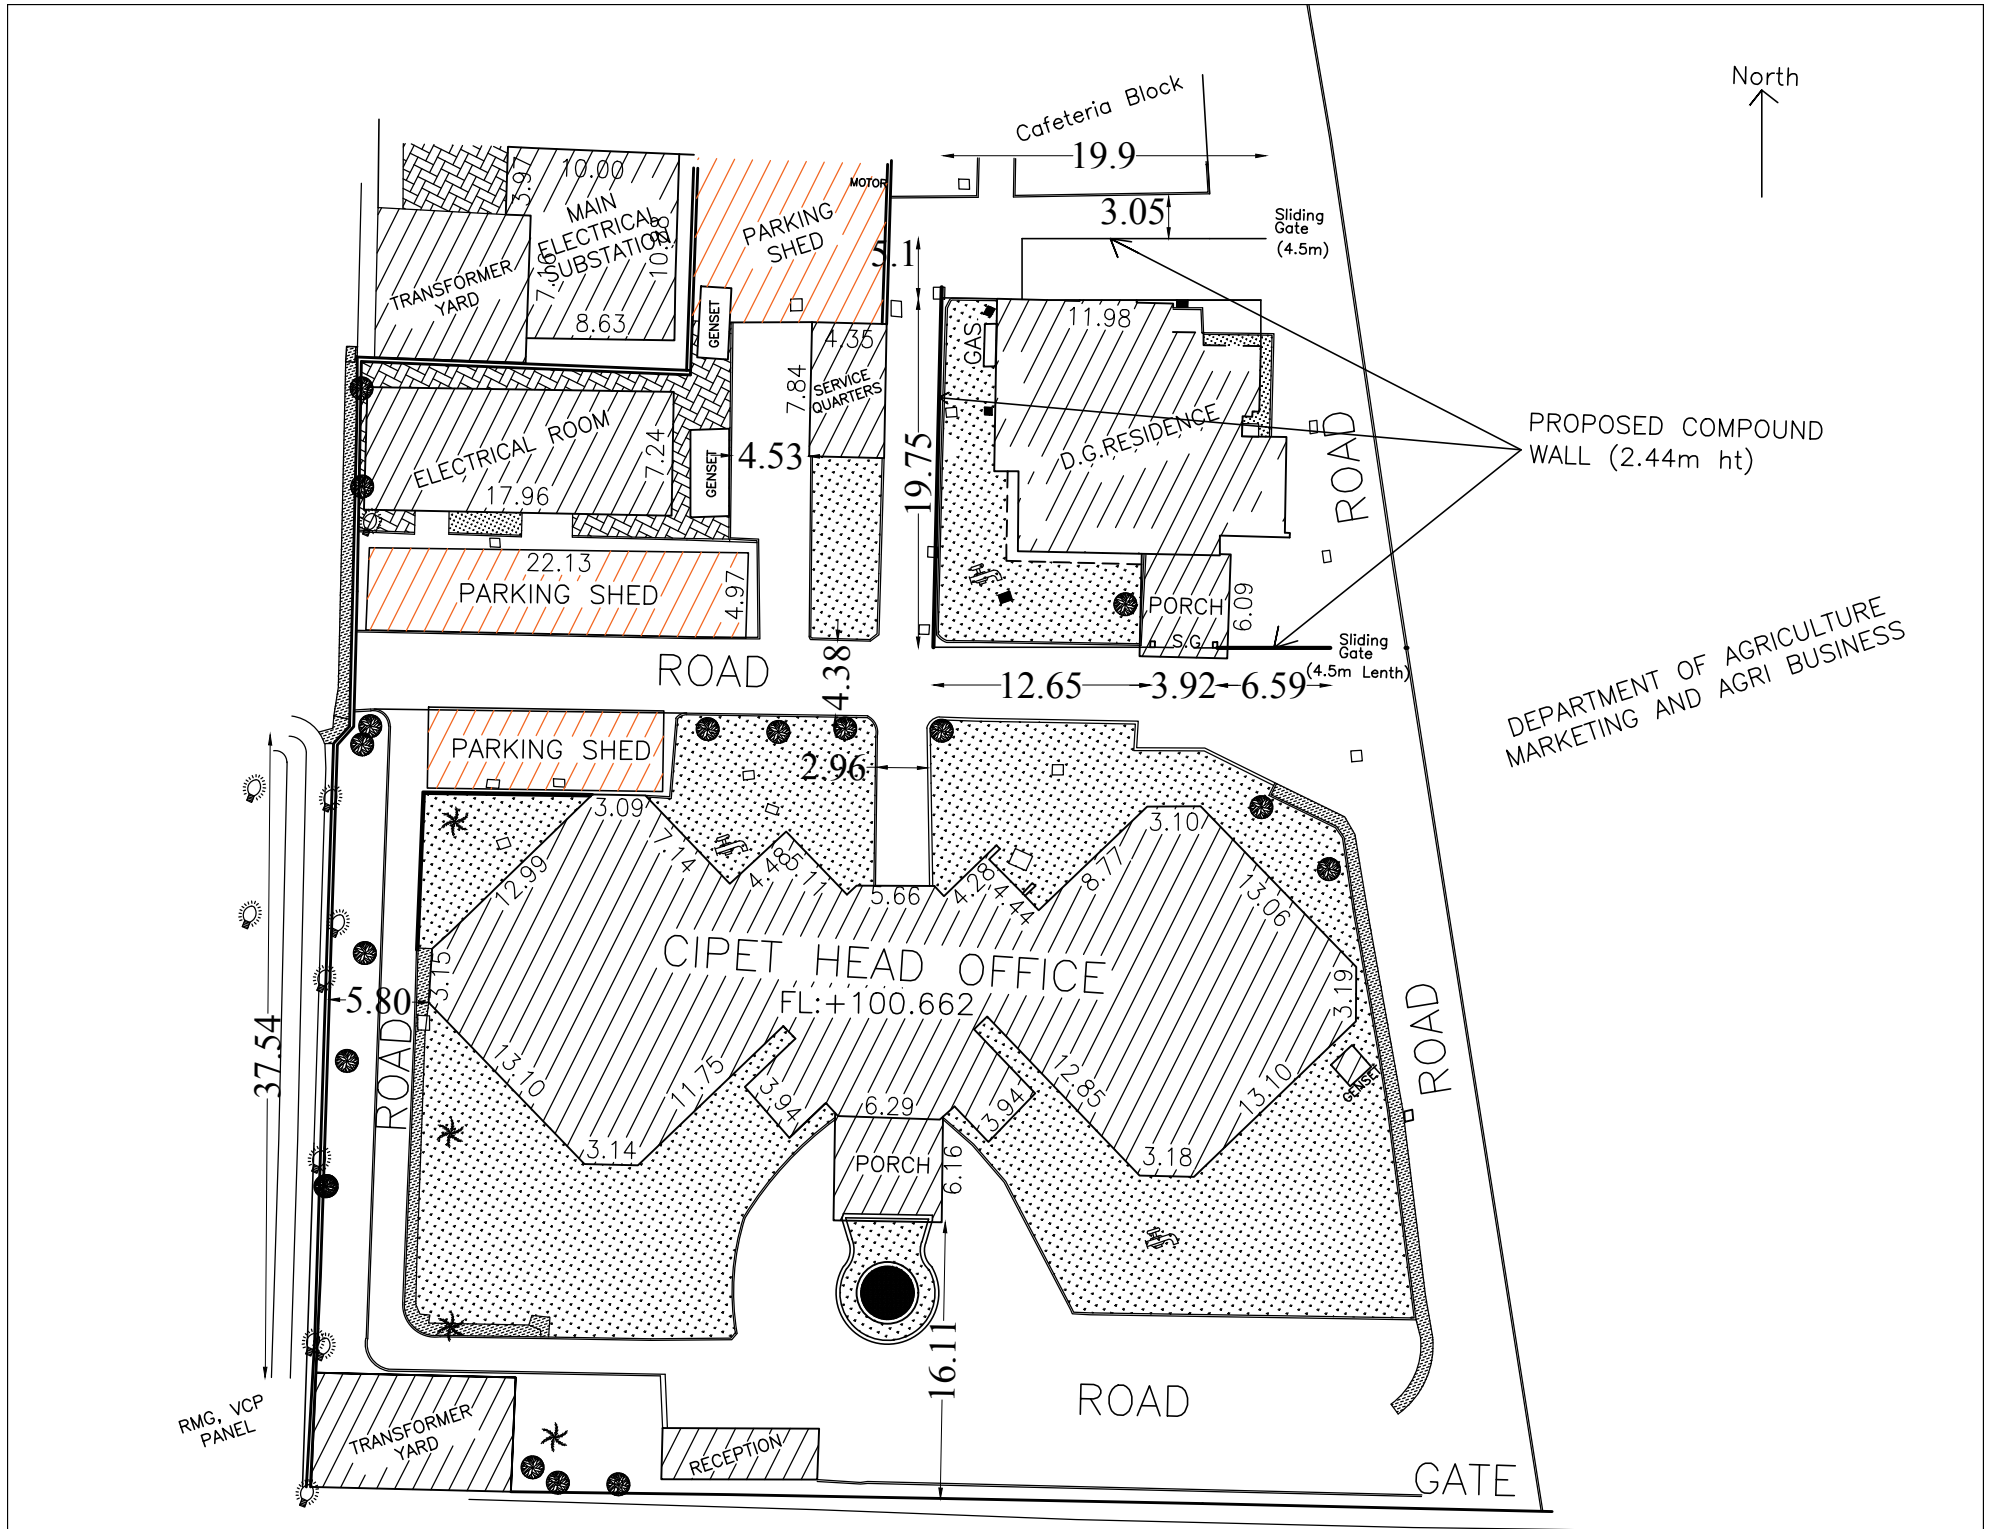 North
Cafeteria Block
19.9
3.05
Sliding
Gate
(4.5m)
5.1
MOTOR
PARKING
SHED
10.00
3.97
MAIN
ELECTRICAL
SUBSTATION
10.98
7.16
8.63
TRANSFORMER
YARD
GENSET
4.35
7.84
SERVICE
QUARTERS
GAS
11.98
D.G.RESIDENCE
19.75
ROAD
PROPOSED COMPOUND
WALL (2.44m ht)
ELECTRICAL ROOM
7.24
17.96
GENSET
4.53
22.13
PARKING SHED
4.97
PORCH
6.09
S.G
Sliding
Gate
(4.5m Lenth)
ROAD
4.38
12.65
3.92
6.59
DEPARTMENT OF AGRICULTURE
MARKETING AND AGRI BUSINESS
PARKING SHED
2.96
3.09
7.14
4.48
5.11
5.66
4.28
4.44
8.77
3.10
13.06
12.99
3.15
3.19
CIPET HEAD OFFICE
FL:+100.662
5.80
ROAD
37.54
13.10
11.75
3.94
6.29
3.94
12.85
13.10
GENSET
ROAD
3.14
PORCH
6.16
3.18
16.11
ROAD
RMG, VCP
PANEL
TRANSFORMER
YARD
RECEPTION
GATE